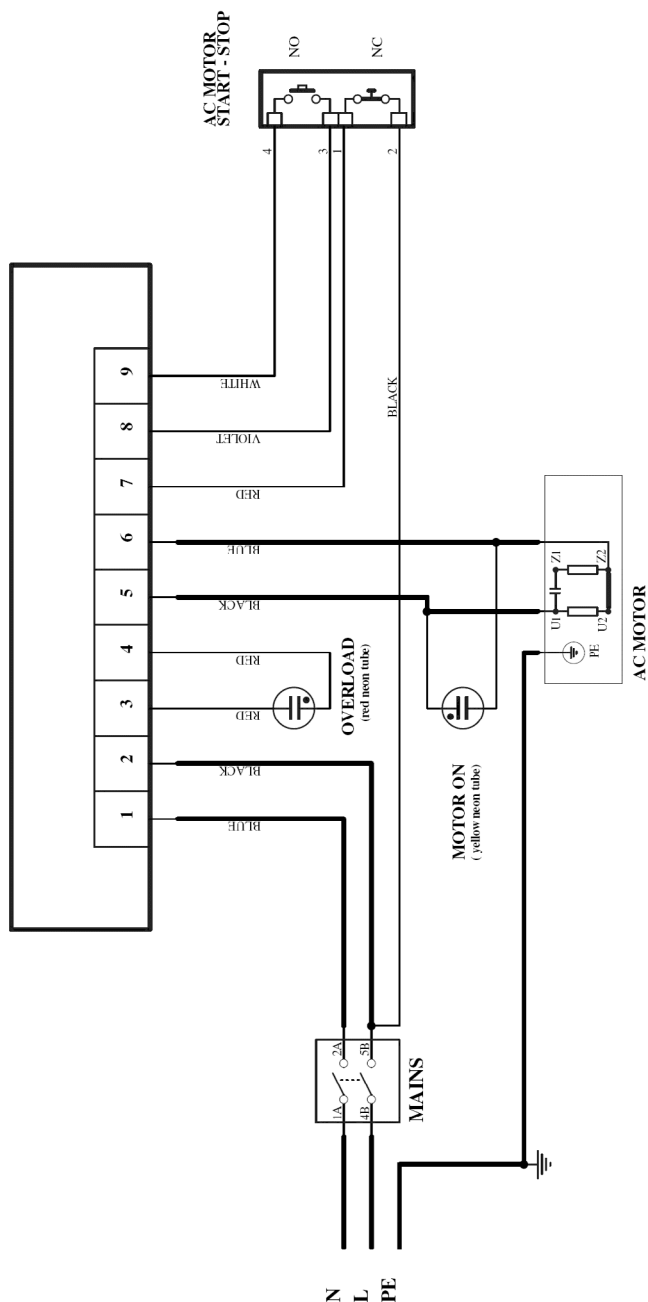 AC MOTOR
START - STOP
NO
NC
4
3
1
2
9
8
7
6
5
4
3
2
1
WHITE
VIOLET
RED
BLUE
BLACK
RED
RED
BLACK
BLUE
BLACK
OVERLOAD
(red neon tube)
MOTOR ON
( yellow neon tube)
Z1
Z2
U1
U2
PE
AC MOTOR
2A
5B
1A
4B
MAINS
N
L
PE